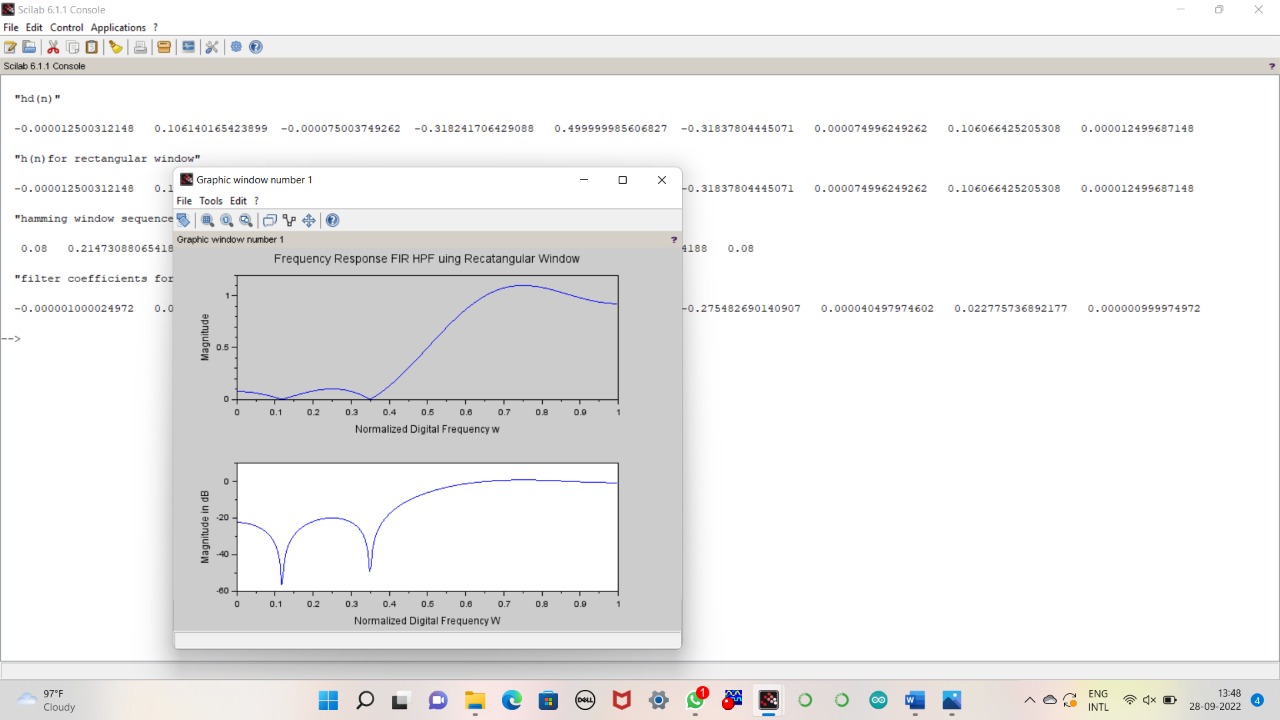 Scilab 6.1.1 Console
File Edit Control Applications ?
Scilab 6.1.1 Console ?
"hd(n)"
-0.000012500312148 0.106140165423899 -0.000075003749262 -0.318241706429088 0.499999985606827 -0.31837804445071 0.000074996249262 0.106066425205308 0.000012499687148
"h(n)for rectangular window"
-0.000012500312148 0.1 -0.31837804445071 0.000074996249262 0.106066425205308 0.000012499687148
"hamming window sequence
0.08 0.2147308806541 4188 0.08
"filter coefficients for
-0.000001000024972 0.0 -0.275482690140907 0.000040497974602 0.022775736892177 0.000000999974972
-->
Graphic window number 1
File Tools Edit ?
Graphic window number 1 ?
Frequency Response FIR HPF uing Recatangular Window
Magnitude
1
0.5
0
0 0.1 0.2 0.3 0.4 0.5 0.6 0.7 0.8 0.9 1
Normalized Digital Frequency w
Magnitude in dB
0
-20
-40
-60
0 0.1 0.2 0.3 0.4 0.5 0.6 0.7 0.8 0.9 1
Normalized Digital Frequency W
97°F
DELL
1
W
ENG
INTL
13:48
28-09-2022
4